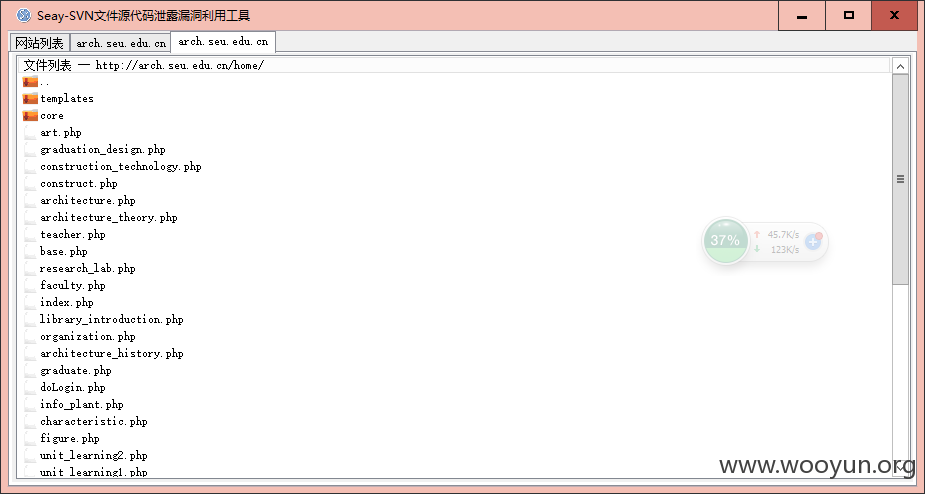 Seay-SVN文件源代码泄露漏洞利用工具
网站列表 arch.seu.edu.cn arch.seu.edu.cn
文件列表 一 http://arch.seu.edu.cn/home/
..
templates
core
art.php
graduation_design.php
construction_technology.php
construct.php
architecture.php
architecture_theory.php
teacher.php
base.php
research_lab.php
faculty.php
index.php
library_introduction.php
organization.php
architecture_history.php
graduate.php
doLogin.php
info_plant.php
characteristic.php
figure.php
unit_learning2.php
unit_learning1.php
37%
45.7K/s
123K/s
www.wooyun.org